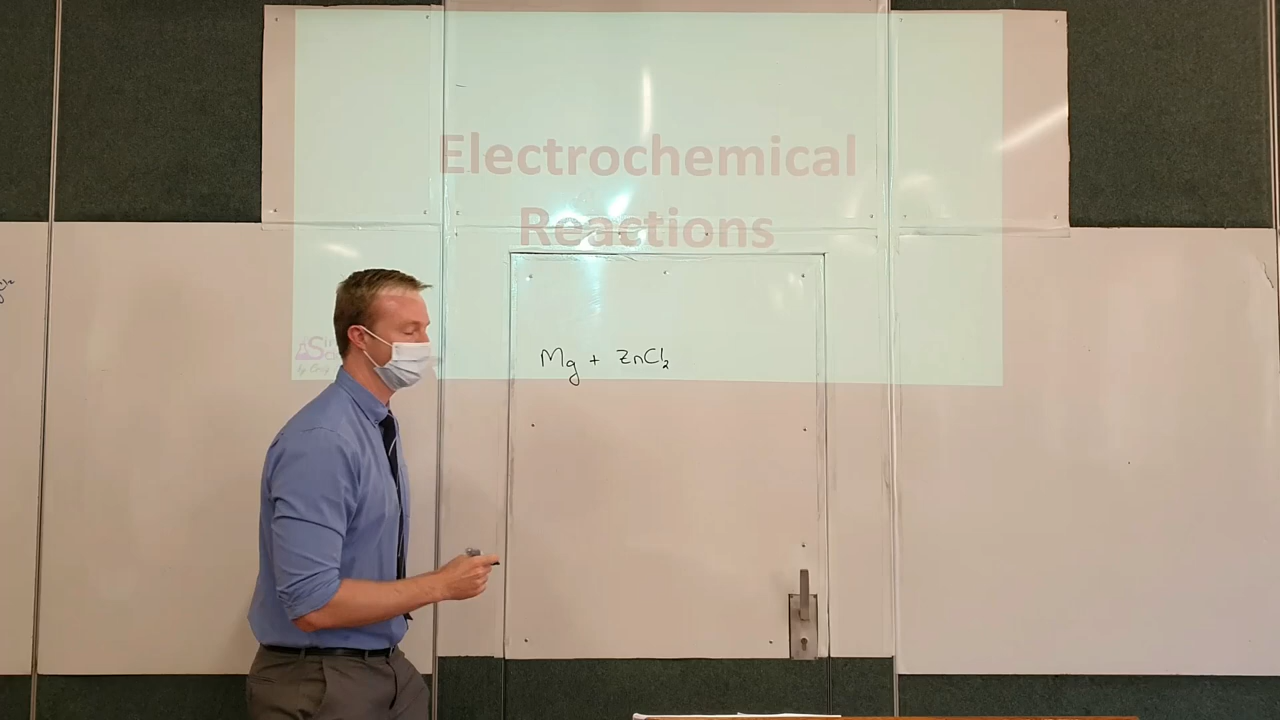 Electrochemical
Reactions
Mg + ZnCl₂